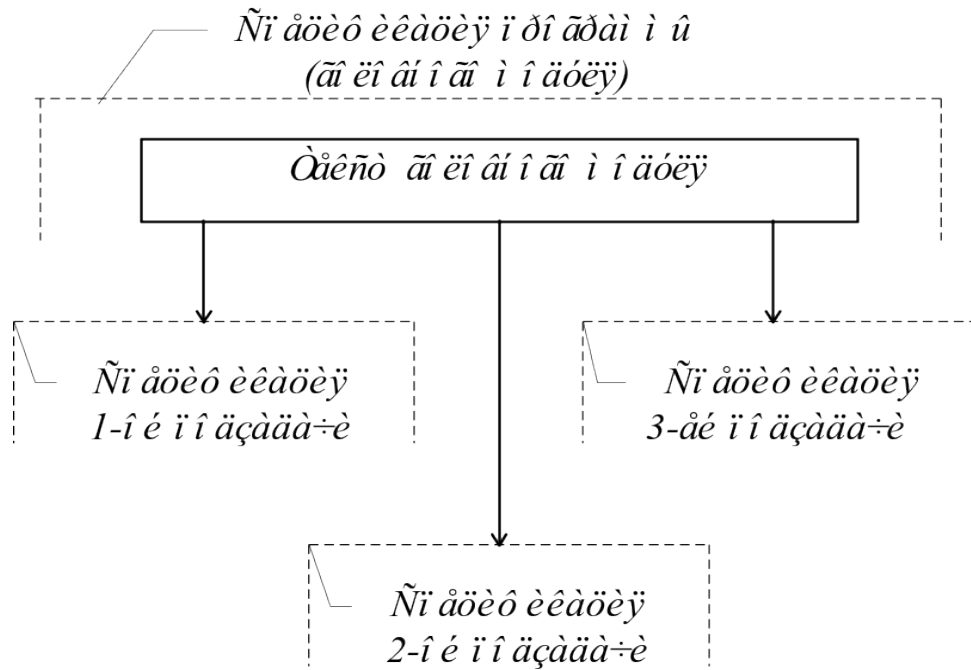 Ñï åöèô èêàöèÿ ï ðî ãðàì ì û
(ãî ëî âí î ãî ì î äóëÿ)
Òåêñò ãî ëî âí î ãî ì î äóëÿ
Ñï åöèô èêàöèÿ
1-î é ï î äçàäà÷è
Ñï åöèô èêàöèÿ
3-åé ï î äçàäà÷è
Ñï åöèô èêàöèÿ
2-î é ï î äçàäà÷è